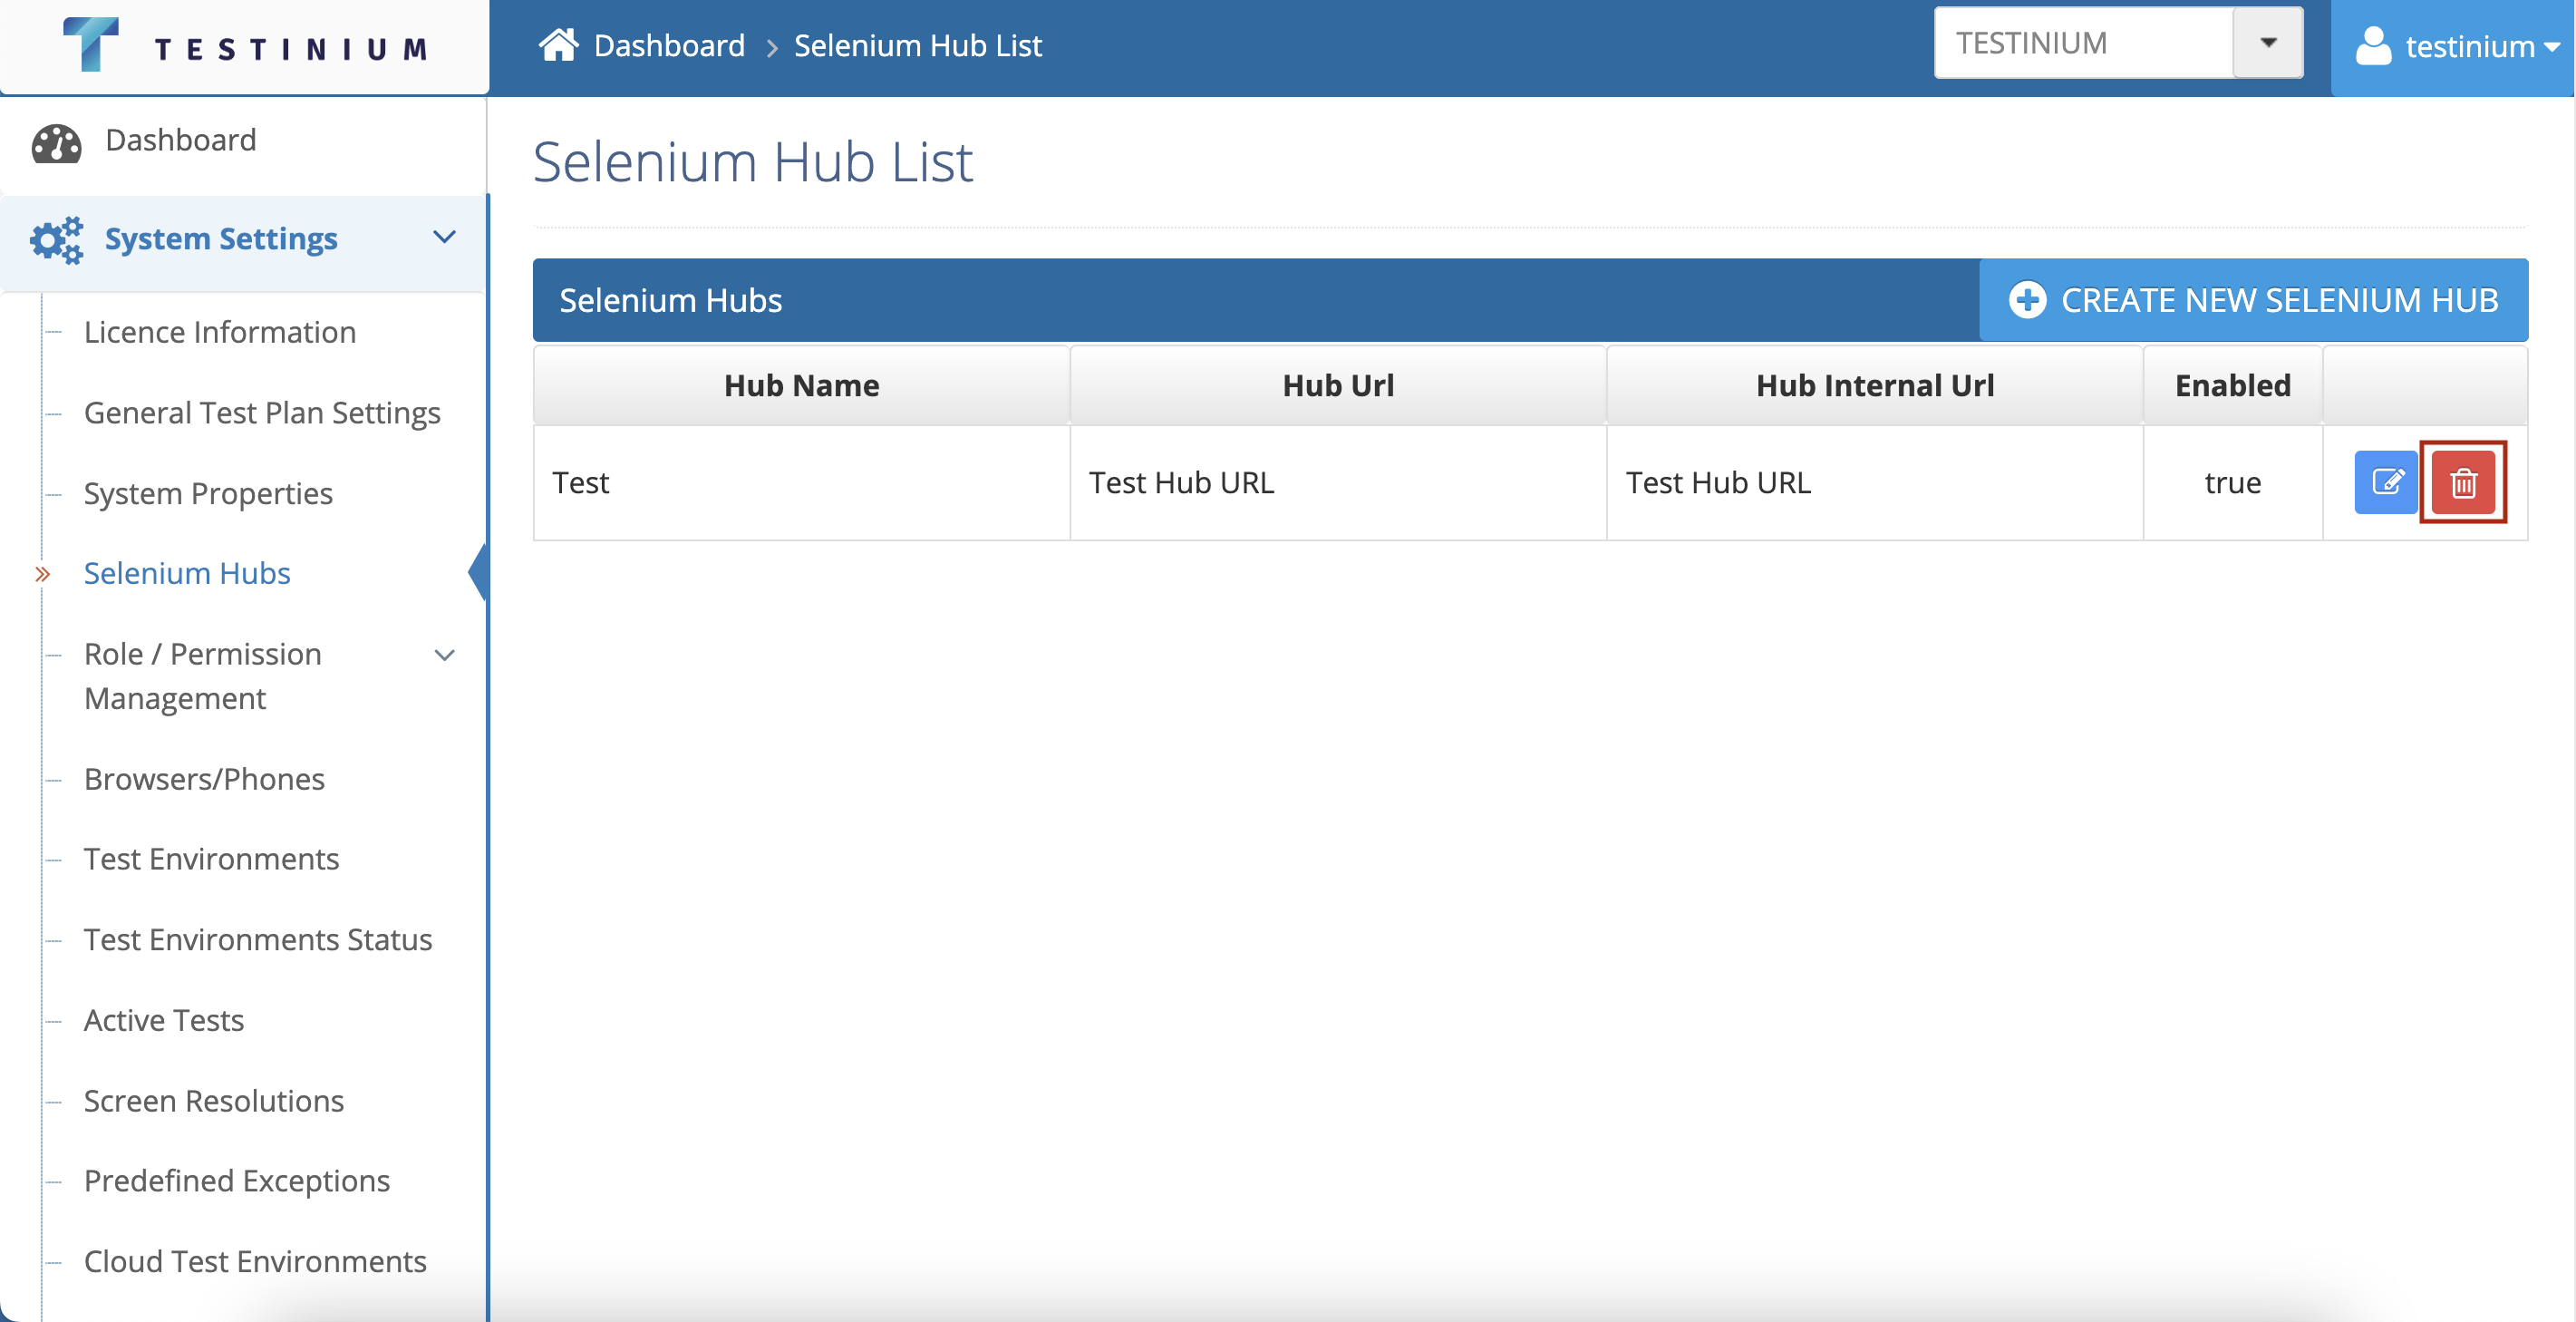 TESTINIUM
Dashboard > Selenium Hub List
TESTINIUM
testinium
Dashboard
System Settings
Licence Information
General Test Plan Settings
System Properties
Selenium Hubs
Role / Permission
Management
Browsers/Phones
Test Environments
Test Environments Status
Active Tests
Screen Resolutions
Predefined Exceptions
Cloud Test Environments
Selenium Hub List
Selenium Hubs
CREATE NEW SELENIUM HUB
Hub Name Hub Url Hub Internal Url Enabled
Test Test Hub URL Test Hub URL true